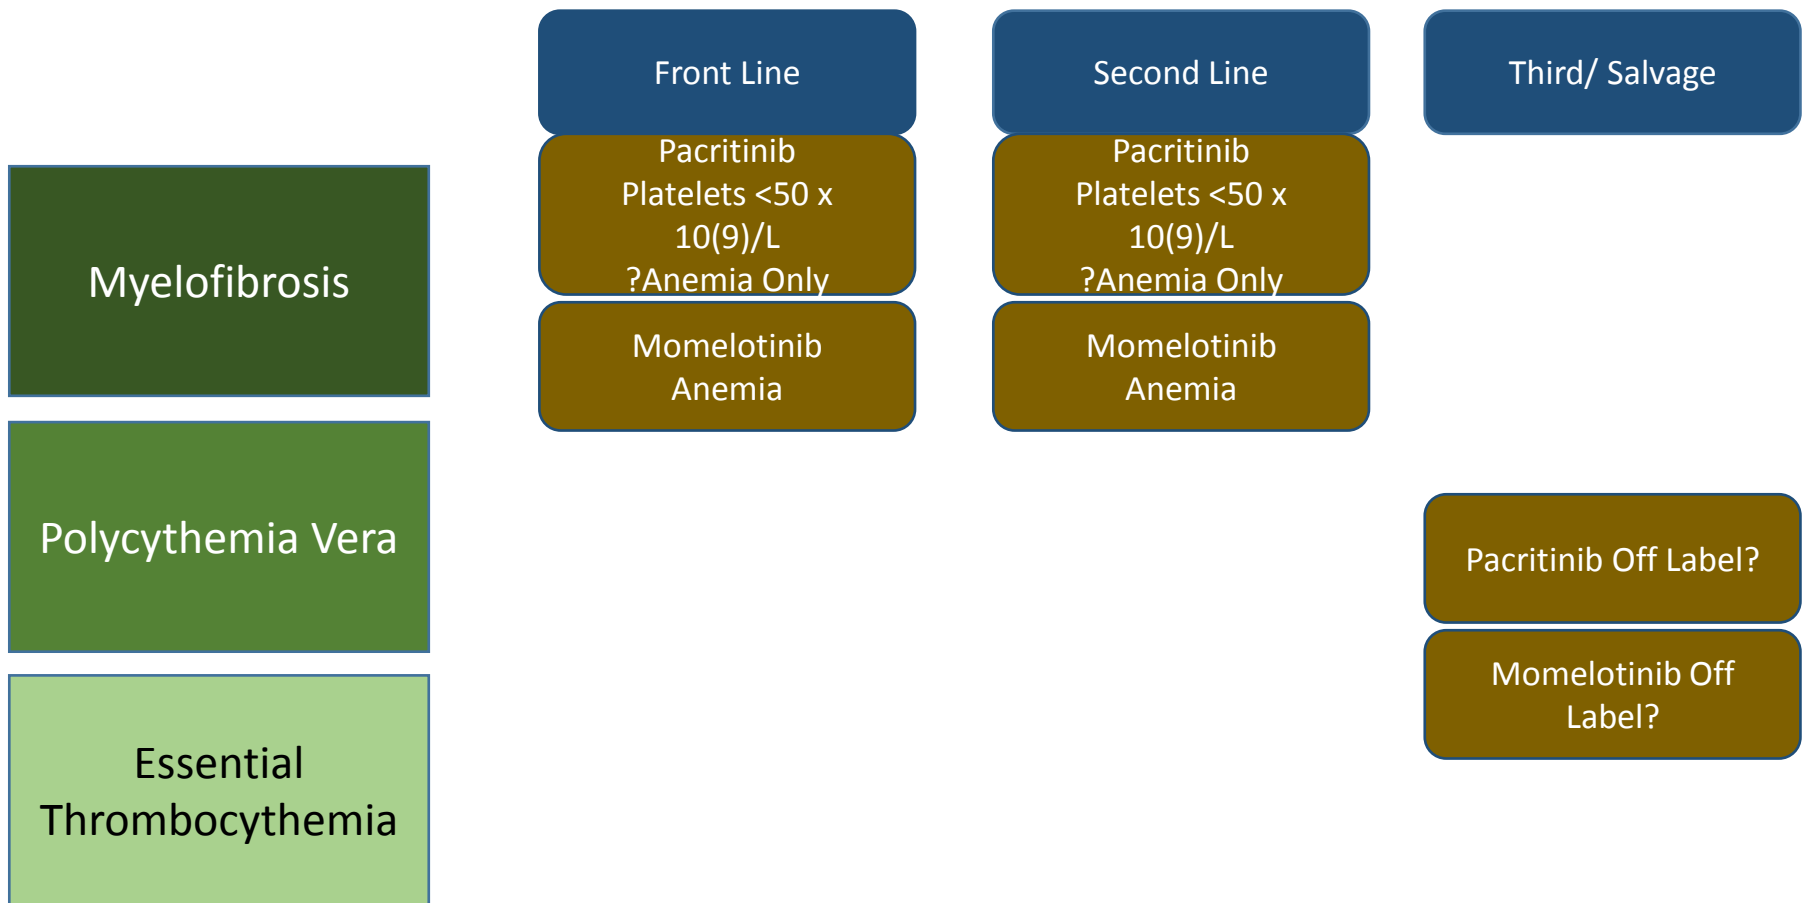 Front Line
Second Line
Third/ Salvage
Myelofibrosis
Pacritinib
Platelets <50 x
10(9)/L
?Anemia Only
Pacritinib
Platelets <50 x
10(9)/L
?Anemia Only
Momelotinib
Anemia
Momelotinib
Anemia
Polycythemia Vera
Pacritinib Off Label?
Momelotinib Off
Label?
Essential
Thrombocythemia